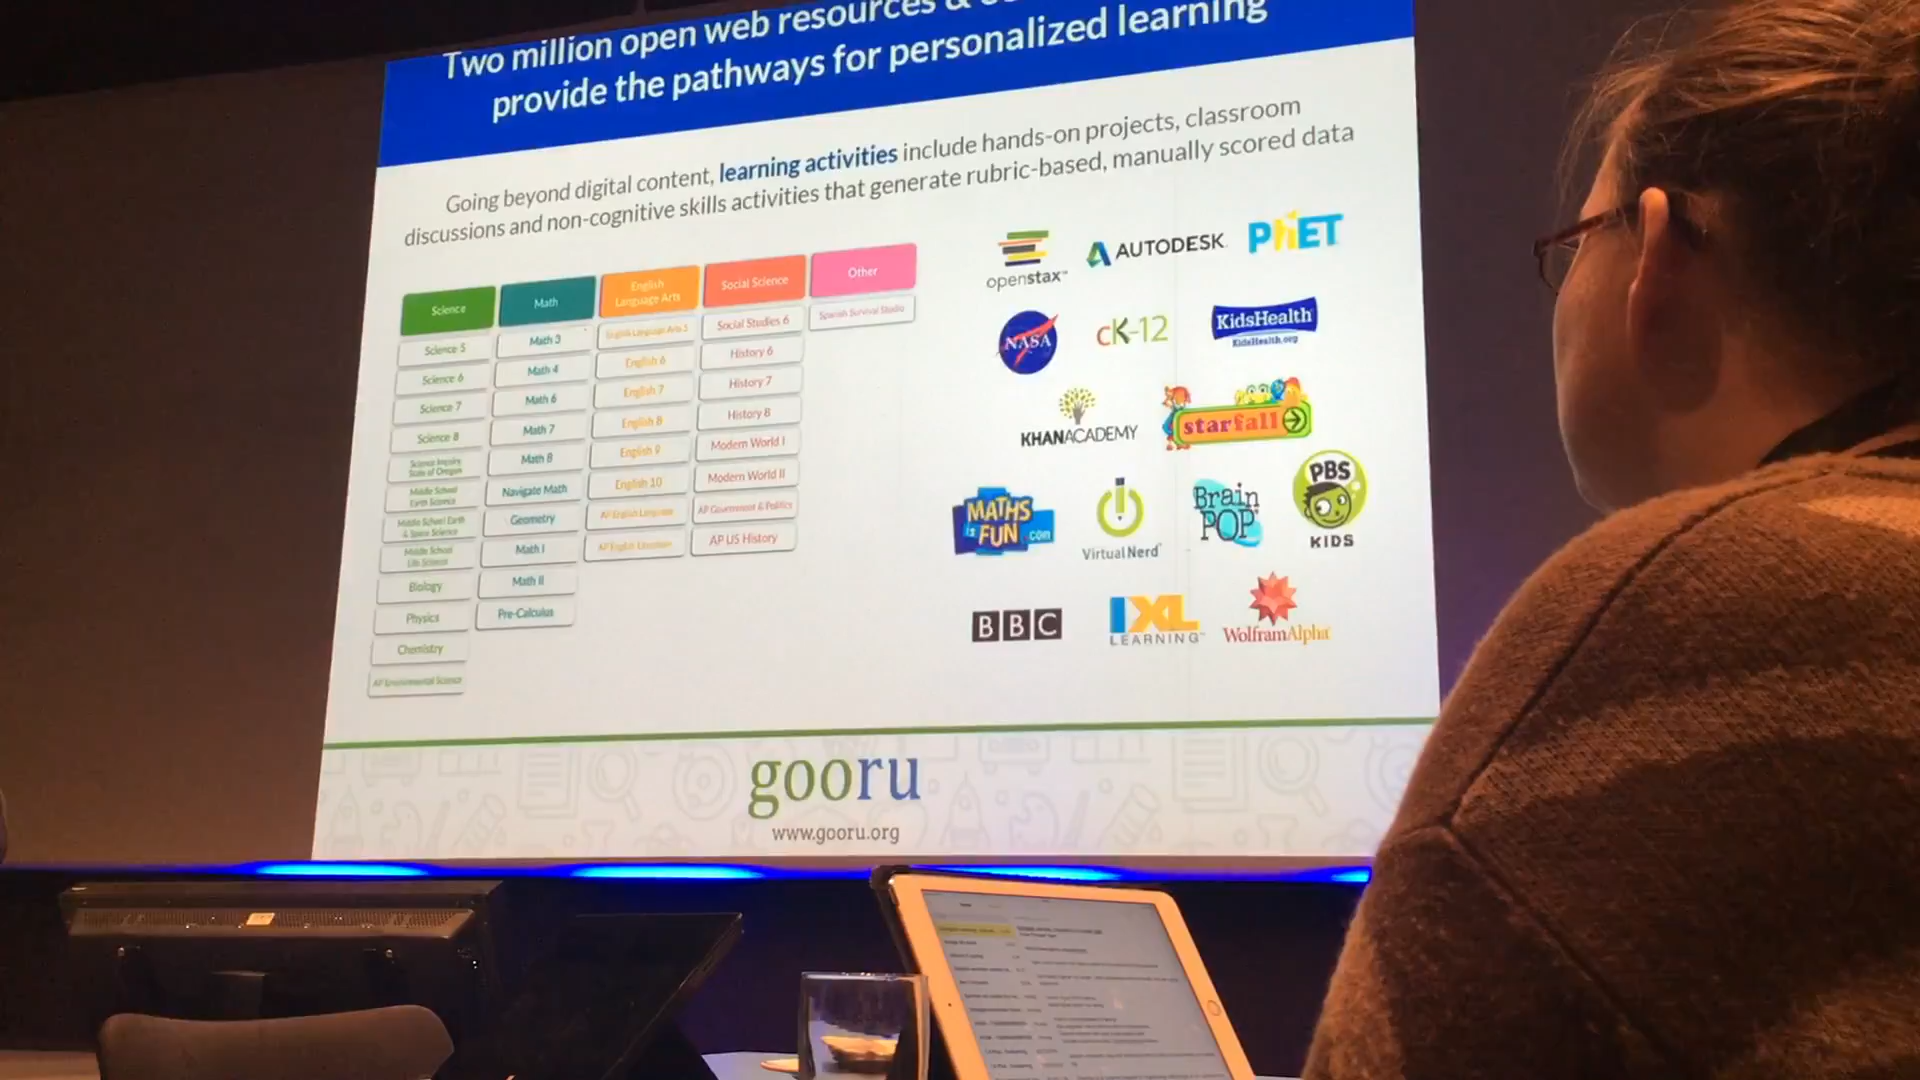 Two million open web resources &
provide the pathways for personalized learning
Going beyond digital content, learning activities include hands-on projects, classroom
discussions and non-cognitive skills activities that generate rubric-based, manually scored data
Science
Science 5
Science 6
Science 7
Science 8
Science Inquiry
State of Oregon
Middle School
Earth Science
Middle School Earth
& Space Science
Middle School
Life Science
Biology
Physics
Chemistry
AP Environmental Science
Math
Math 3
Math 4
Math 6
Math 7
Math 8
Navigate Math
Geometry
Math I
Math II
Pre-Calculus
English
Language Arts
English Language Arts 5
English 6
English 7
English 8
English 9
English 10
AP English Language
AP English Literature
Social Science
Social Studies 6
History 6
History 7
History 8
Modern World I
Modern World II
AP Government & Politics
AP US History
Other
Spanish Survival Studio
openstax™
AUTODESK
PhET
NASA
cK-12
KidsHealth
KidsHealth.org
KHANACADEMY
starfall
MATHS
is FUN .com
VirtualNerd
Brain
POP
PBS
KIDS
BBC
IXL
LEARNING™
WolframAlpha
gooru
www.gooru.org